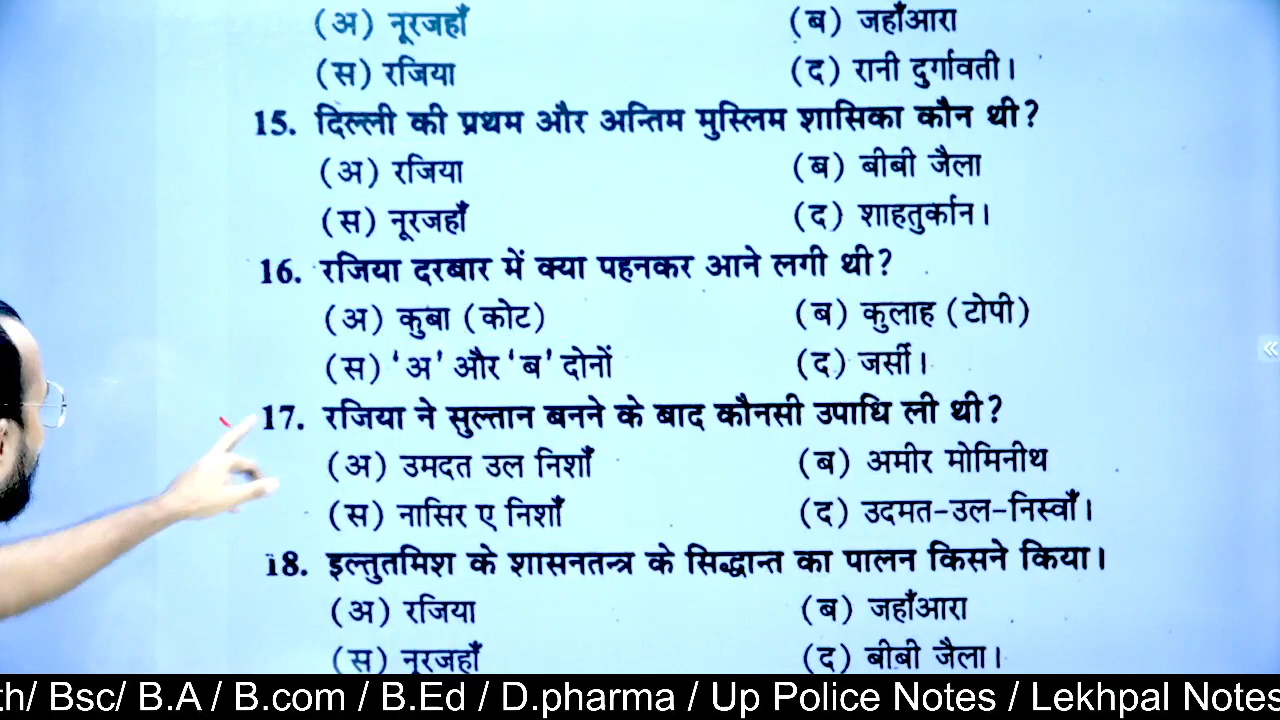 (अ) नूरजहाँ (ब) जहाँआरा
(स) रजिया (द) रानी दुर्गावती।
15. दिल्ली की प्रथम और अन्तिम मुस्लिम शासिका कौन थी?
(अ) रजिया (ब) बीबी जैला
(स) नूरजहाँ (द) शाहतुर्कान।
16. रजिया दरबार में क्या पहनकर आने लगी थी?
(अ) कुबा (कोट) (ब) कुलाह (टोपी)
(स) 'अ' और 'ब' दोनों (द) जर्सी।
17. रजिया ने सुल्तान बनने के बाद कौनसी उपाधि ली थी?
(अ) उमदत उल निशाँ (ब) अमीर मोमिनीथ
(स) नासिर ए निशाँ (द) उदमत-उल-निस्वाँ।
18. इल्तुतमिश के शासनतन्त्र के सिद्धान्त का पालन किसने किया।
(अ) रजिया (ब) जहाँआरा
(स) नूरजहाँ (द) बीबी जैला।
th/ Bsc/ B.A / B.com / B.Ed / D.pharma / Up Police Notes / Lekhpal Notes